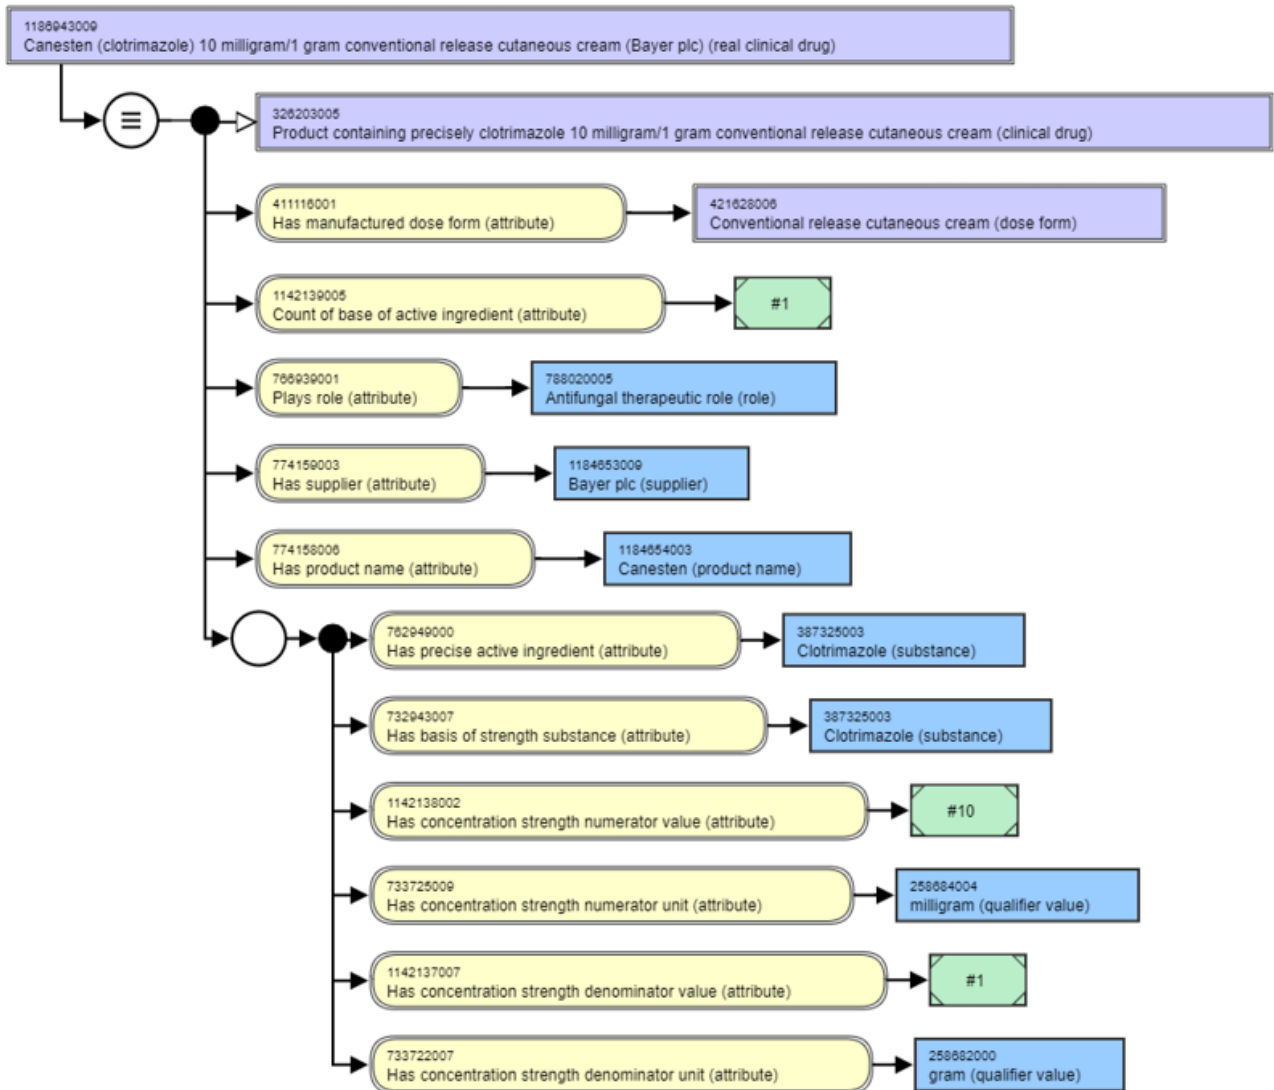 1186943009
Canesten (clotrimazole) 10 milligram/1 gram conventional release cutaneous cream (Bayer plc) (real clinical drug)
326203005
Product containing precisely clotrimazole 10 milligram/1 gram conventional release cutaneous cream (clinical drug)
411116001
Has manufactured dose form (attribute)
421628006
Conventional release cutaneous cream (dose form)
1142139005
Count of base of active ingredient (attribute)
#1
766939001
Plays role (attribute)
788020005
Antifungal therapeutic role (role)
774159003
Has supplier (attribute)
1184653009
Bayer plc (supplier)
774158006
Has product name (attribute)
1184654003
Canesten (product name)
762949000
Has precise active ingredient (attribute)
387325003
Clotrimazole (substance)
732943007
Has basis of strength substance (attribute)
387325003
Clotrimazole (substance)
1142138002
Has concentration strength numerator value (attribute)
#10
733725009
Has concentration strength numerator unit (attribute)
258684004
milligram (qualifier value)
1142137007
Has concentration strength denominator value (attribute)
#1
733722007
Has concentration strength denominator unit (attribute)
258682000
gram (qualifier value)